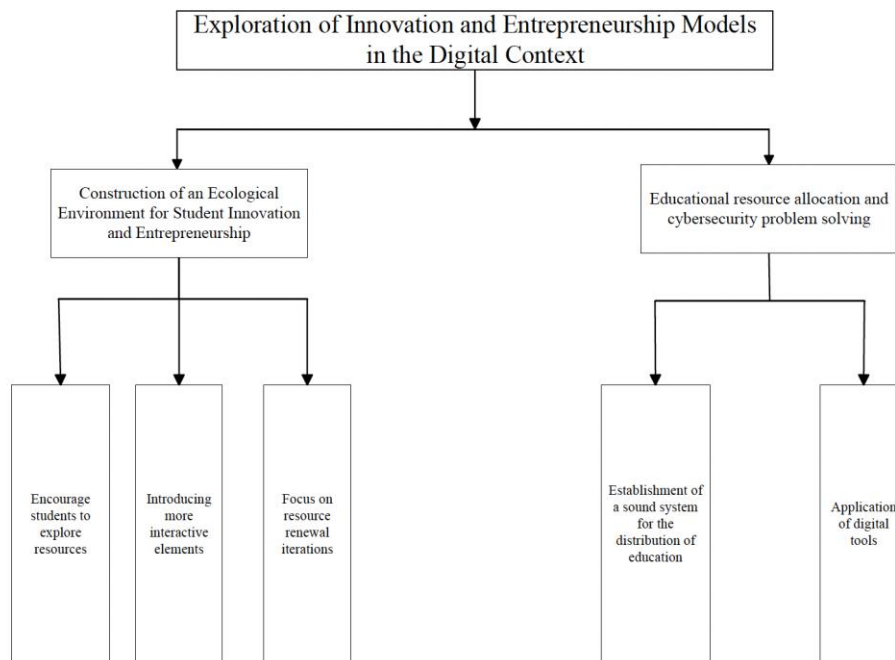 Exploration of Innovation and Entrepreneurship Models
in the Digital Context
Construction of an Ecological
Environment for Student Innovation
and Entrepreneurship
Educational resource allocation and
cybersecurity problem solving
Encourage
students to
explore
resources
Introducing
more
interactive
elements
Focus on
resource
renewal
iterations
Establishment of
a sound system
for the
distribution of
education
Application
of digital
tools